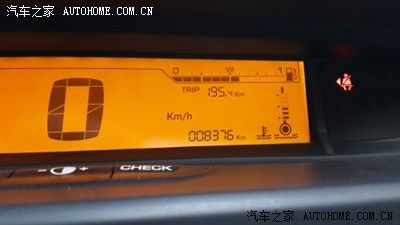 汽车之家 AUTOHOME.COM.CN
0 1/2 1
TRIP 195.4 Km
0 Km/h
008376 Km
- +
CHECK
汽车之家 AUTOHOME.COM.CN